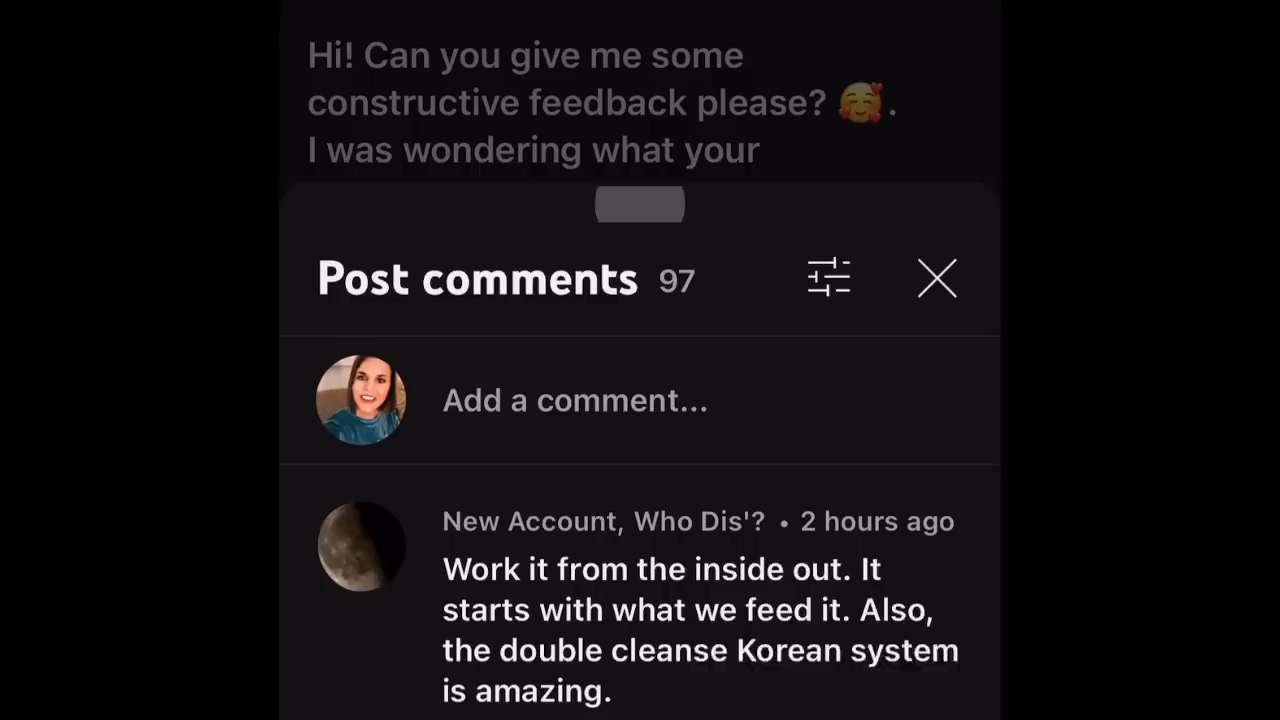 Hi! Can you give me some
constructive feedback please? 🥰.
I was wondering what your
Post comments 97
Add a comment...
New Account, Who Dis'? • 2 hours ago
Work it from the inside out. It
starts with what we feed it. Also,
the double cleanse Korean system
is amazing.